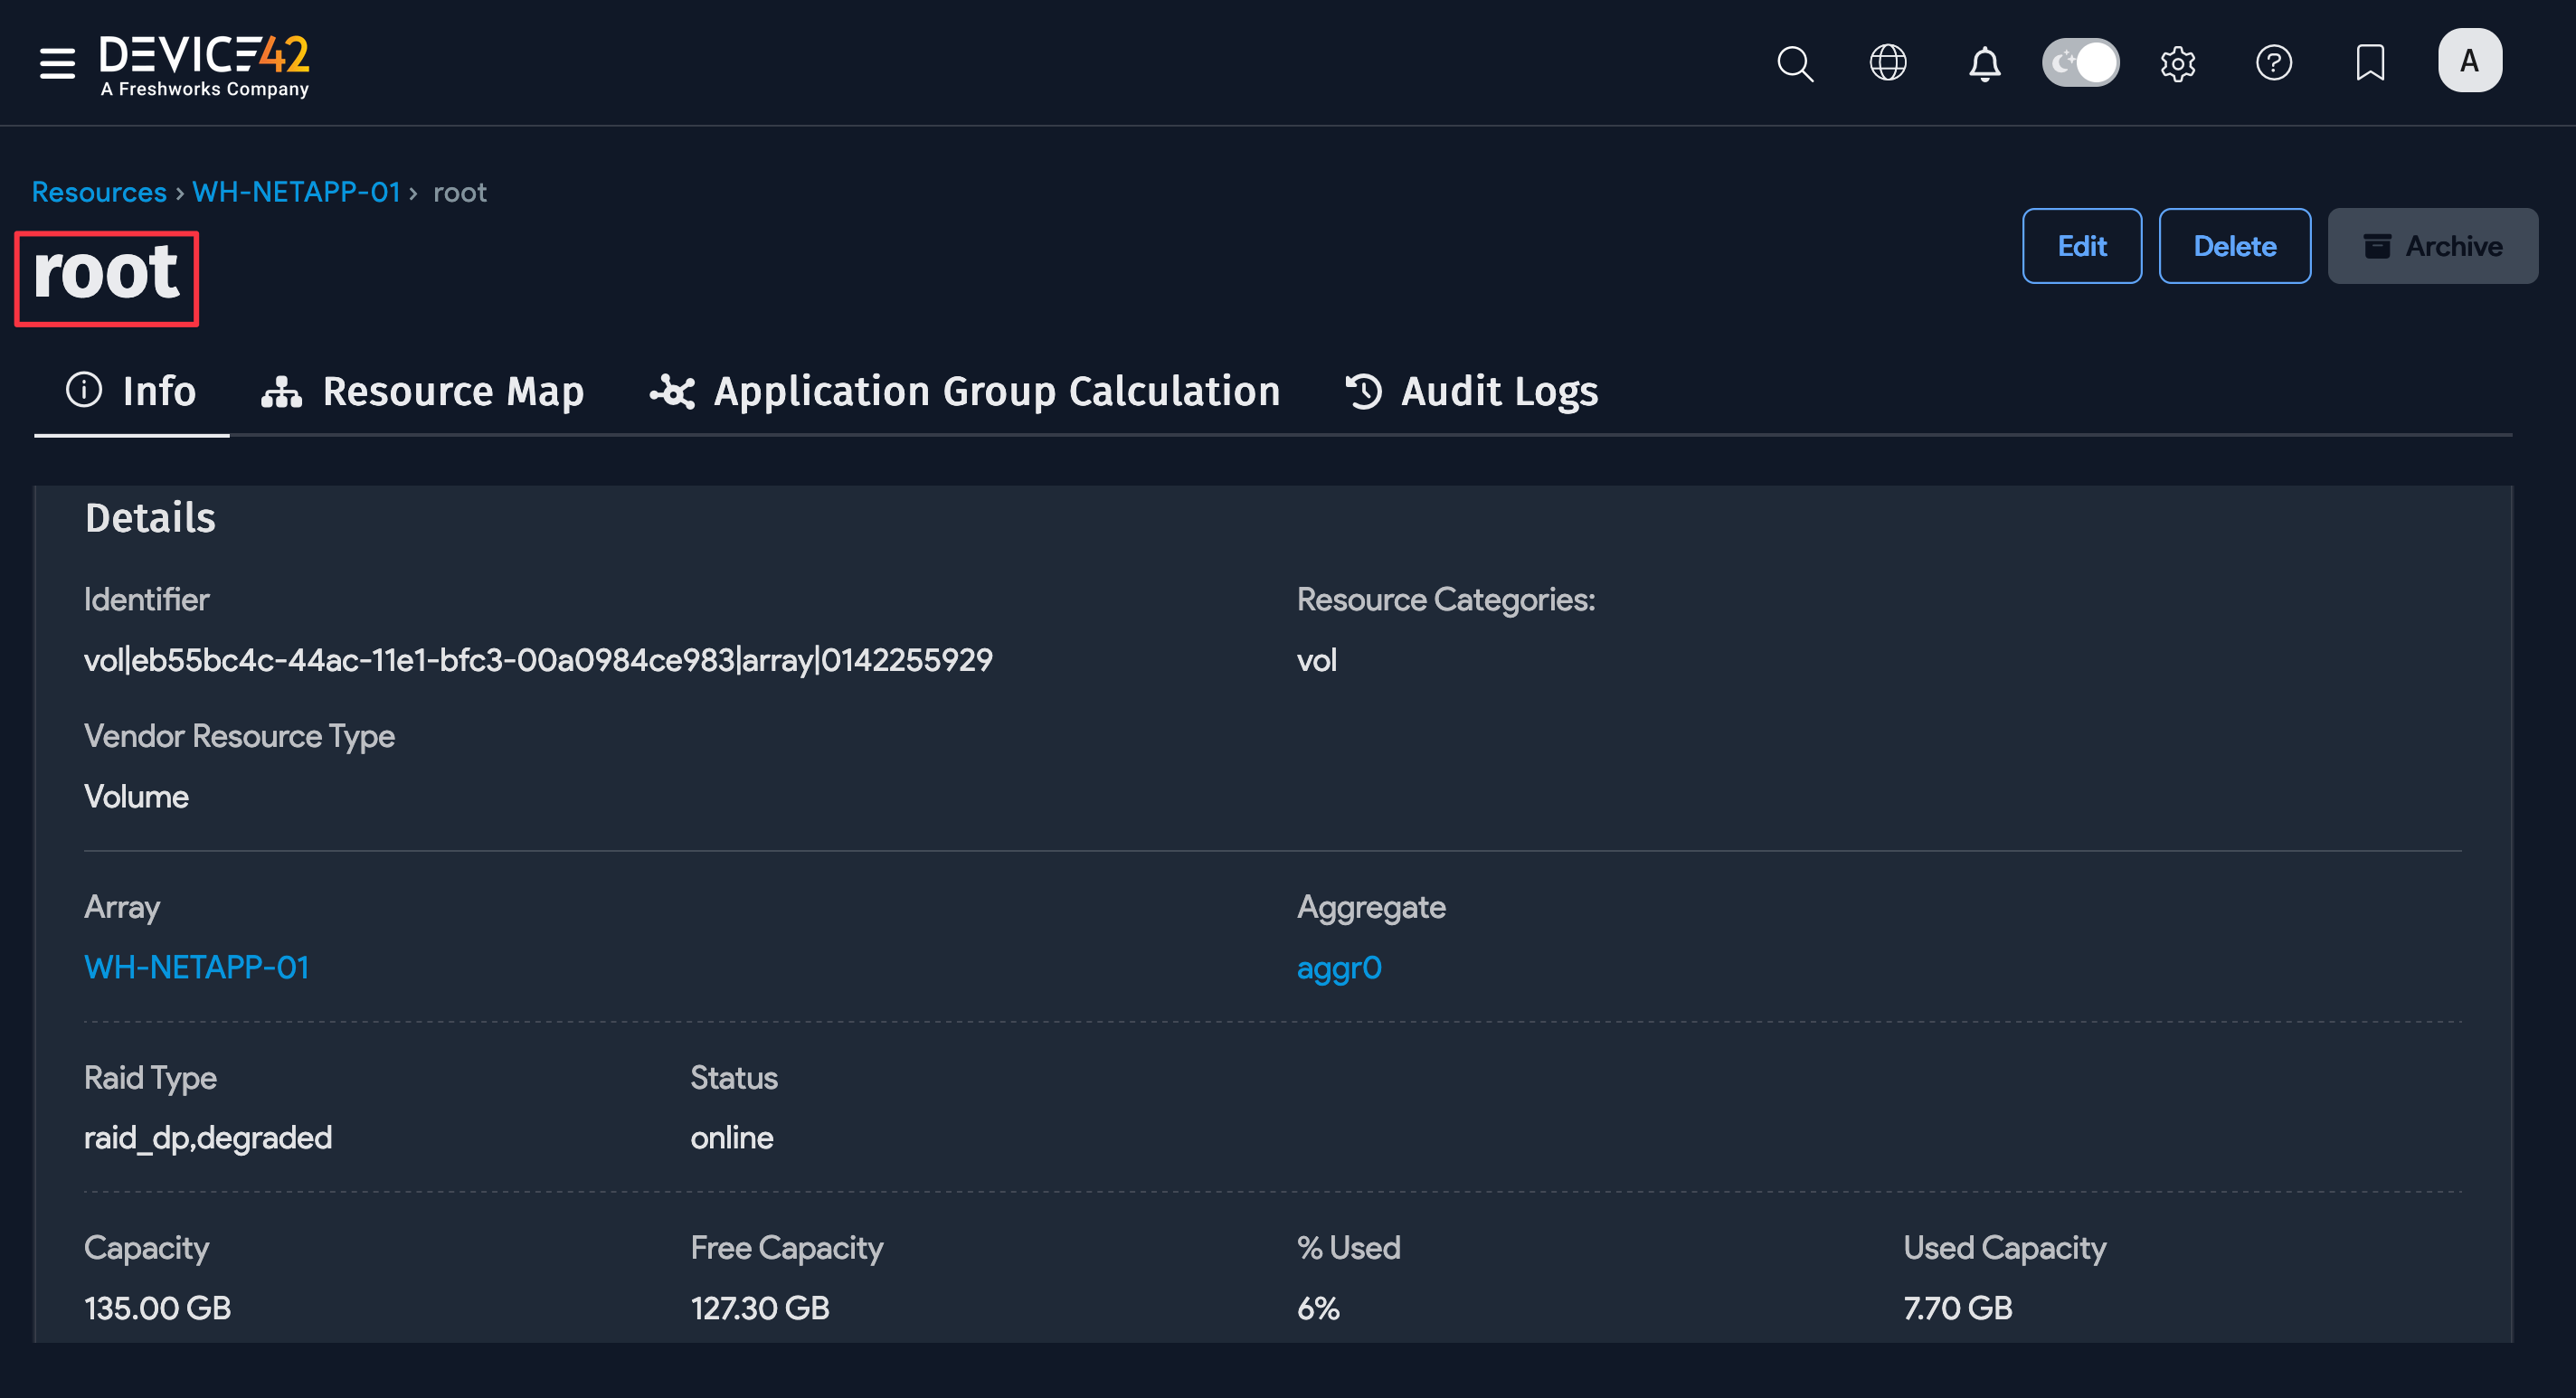 DEVICE42
A Freshworks Company
A
Resources › WH-NETAPP-01 › root
root
Edit
Delete
Archive
Info
Resource Map
Application Group Calculation
Audit Logs
Details
Identifier
vol|eb55bc4c-44ac-11e1-bfc3-00a0984ce983|array|0142255929
Resource Categories:
vol
Vendor Resource Type
Volume
Array
WH-NETAPP-01
Aggregate
aggr0
Raid Type
raid_dp,degraded
Status
online
Capacity
135.00 GB
Free Capacity
127.30 GB
% Used
6%
Used Capacity
7.70 GB